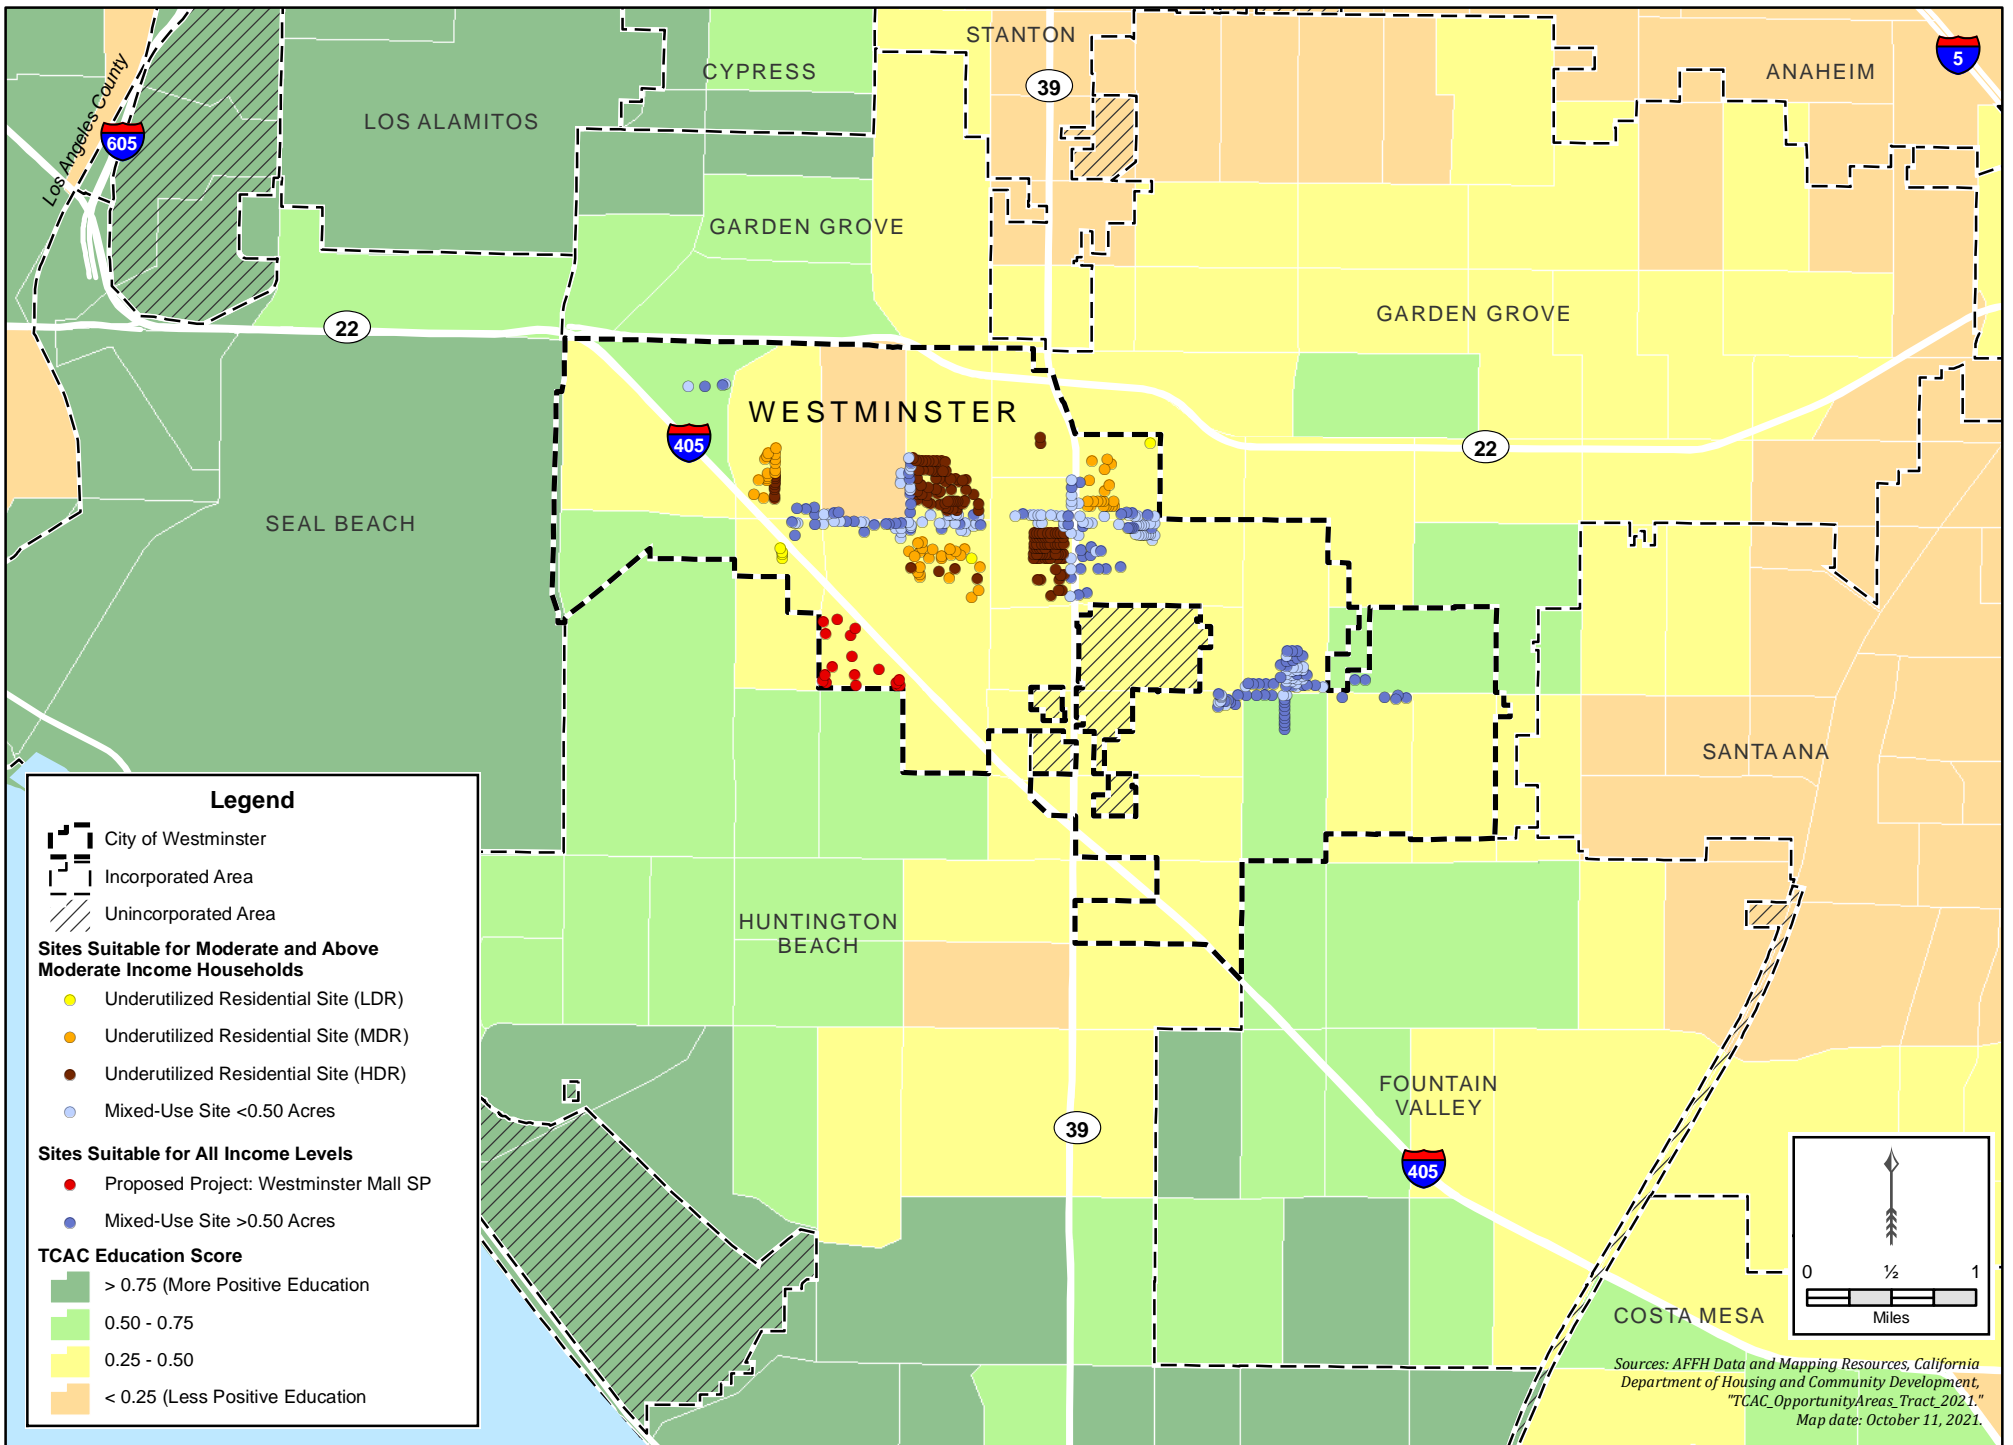 STANTON
CYPRESS
39
ANAHEIM
5
Los Angeles County
605
LOS ALAMITOS
GARDEN GROVE
GARDEN GROVE
22
WESTMINSTER
405
22
SEAL BEACH
SANTA ANA
HUNTINGTON
BEACH
FOUNTAIN
VALLEY
39
405
COSTA MESA
Legend
City of Westminster
Incorporated Area
Unincorporated Area
Sites Suitable for Moderate and Above
Moderate Income Households
Underutilized Residential Site (LDR)
Underutilized Residential Site (MDR)
Underutilized Residential Site (HDR)
Mixed-Use Site <0.50 Acres
Sites Suitable for All Income Levels
Proposed Project: Westminster Mall SP
Mixed-Use Site >0.50 Acres
TCAC Education Score
> 0.75 (More Positive Education
0.50 - 0.75
0.25 - 0.50
< 0.25 (Less Positive Education
0 ½ 1
Miles
Sources: AFFH Data and Mapping Resources, California
Department of Housing and Community Development,
"TCAC_OpportunityAreas_Tract_2021."
Map date: October 11, 2021.